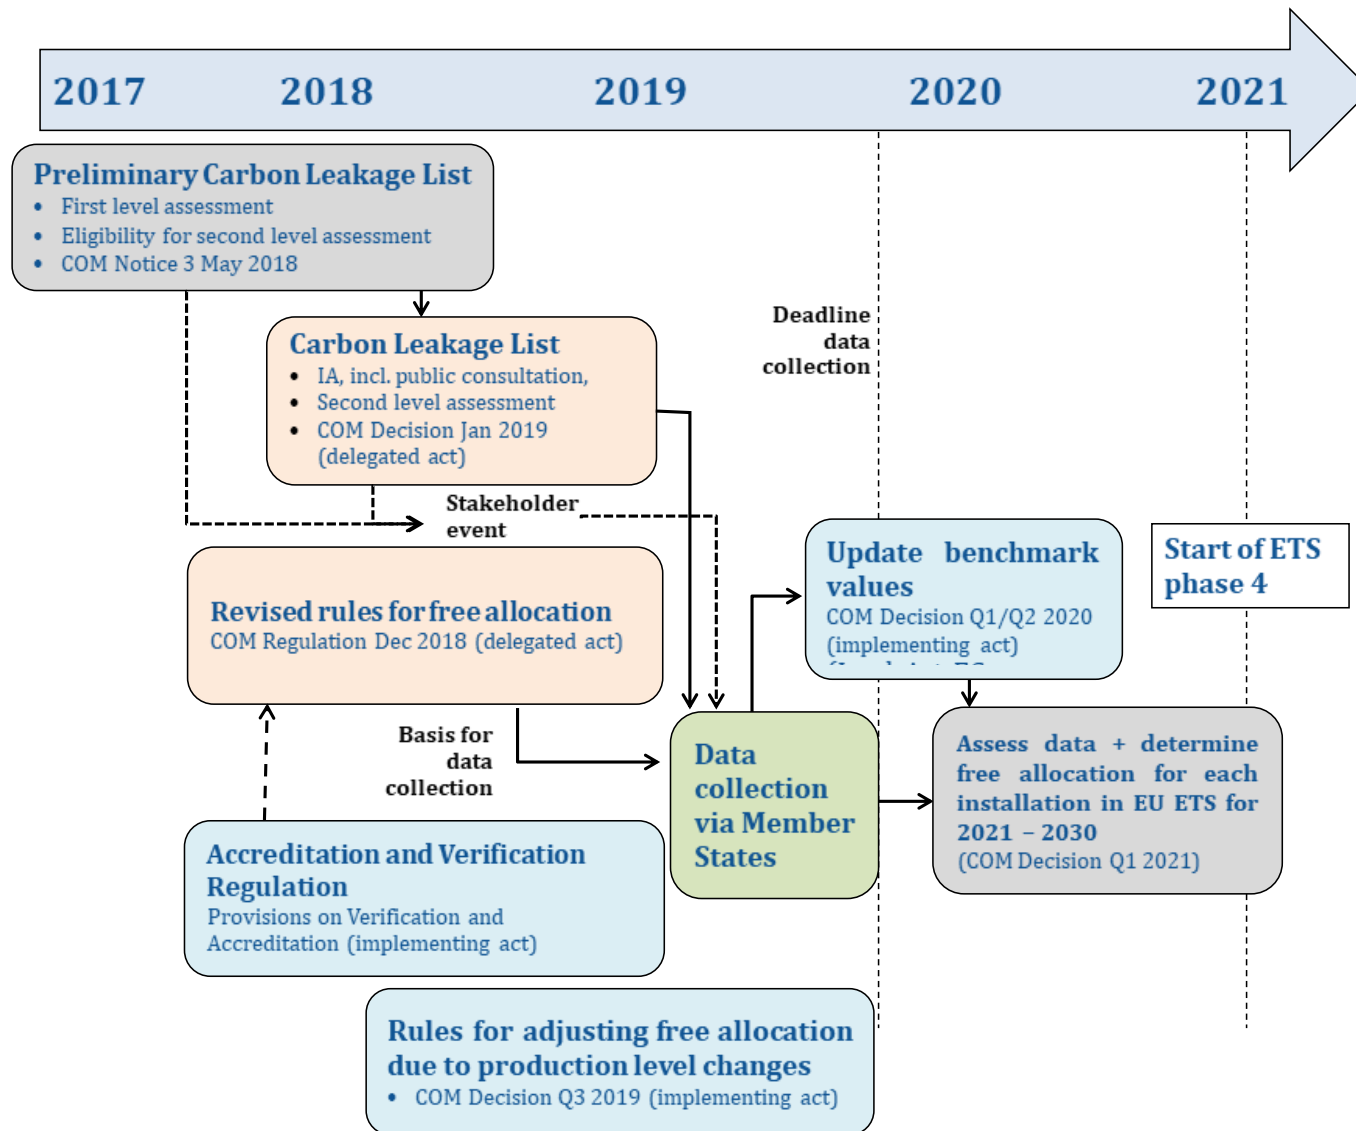 2017 2018 2019 2020 2021
Preliminary Carbon Leakage List
• First level assessment
• Eligibility for second level assessment
• COM Notice 3 May 2018
Deadline
data
collection
Carbon Leakage List
• IA, incl. public consultation,
• Second level assessment
• COM Decision Jan 2019
(delegated act)
Stakeholder
event
Update benchmark
values
COM Decision Q1/Q2 2020
(implementing act)
Start of ETS
phase 4
Revised rules for free allocation
COM Regulation Dec 2018 (delegated act)
Basis for
data
collection
Data
collection
via Member
States
Assess data + determine
free allocation for each
installation in EU ETS for
2021 – 2030
(COM Decision Q1 2021)
Accreditation and Verification
Regulation
Provisions on Verification and
Accreditation (implementing act)
Rules for adjusting free allocation
due to production level changes
• COM Decision Q3 2019 (implementing act)